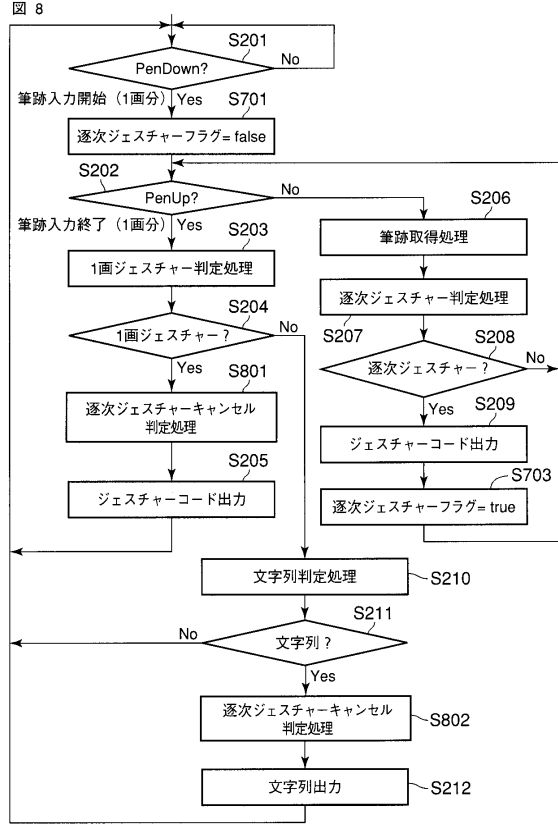 図 8
S201
PenDown?
No
筆跡入力開始（1画分）
Yes
S701
逐次ジェスチャーフラグ= false
S202
PenUp?
No
筆跡入力終了（1画分）
Yes
S203
1画ジェスチャー判定処理
S204
1画ジェスチャー？
No
Yes
S801
逐次ジェスチャーキャンセル
判定処理
S205
ジェスチャーコード出力
S206
筆跡取得処理
逐次ジェスチャー判定処理
S207
S208
逐次ジェスチャー？
No
Yes
S209
ジェスチャーコード出力
S703
逐次ジェスチャーフラグ= true
文字列判定処理
S210
S211
文字列？
No
Yes
逐次ジェスチャーキャンセル
判定処理
S802
文字列出力
S212